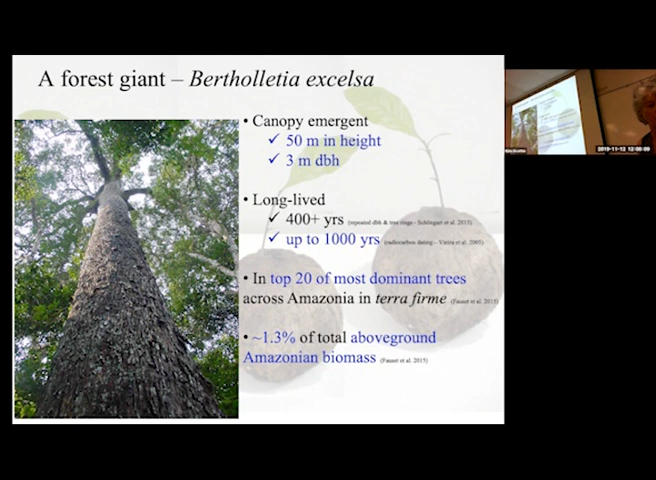 A forest giant – Bertholletia excelsa
• Canopy emergent
✓ 50 m in height
✓ 3 m dbh
• Long-lived
✓ 400+ yrs (repeated dbh & tree rings – Schöngart et al. 2015)
✓ up to 1000 yrs (radiocarbon dating – Vieira et al. 2005)
• In top 20 of most dominant trees
across Amazonia in terra firme (Fauset et al. 2015)
• ~1.3% of total aboveground
Amazonian biomass (Fauset et al. 2015)